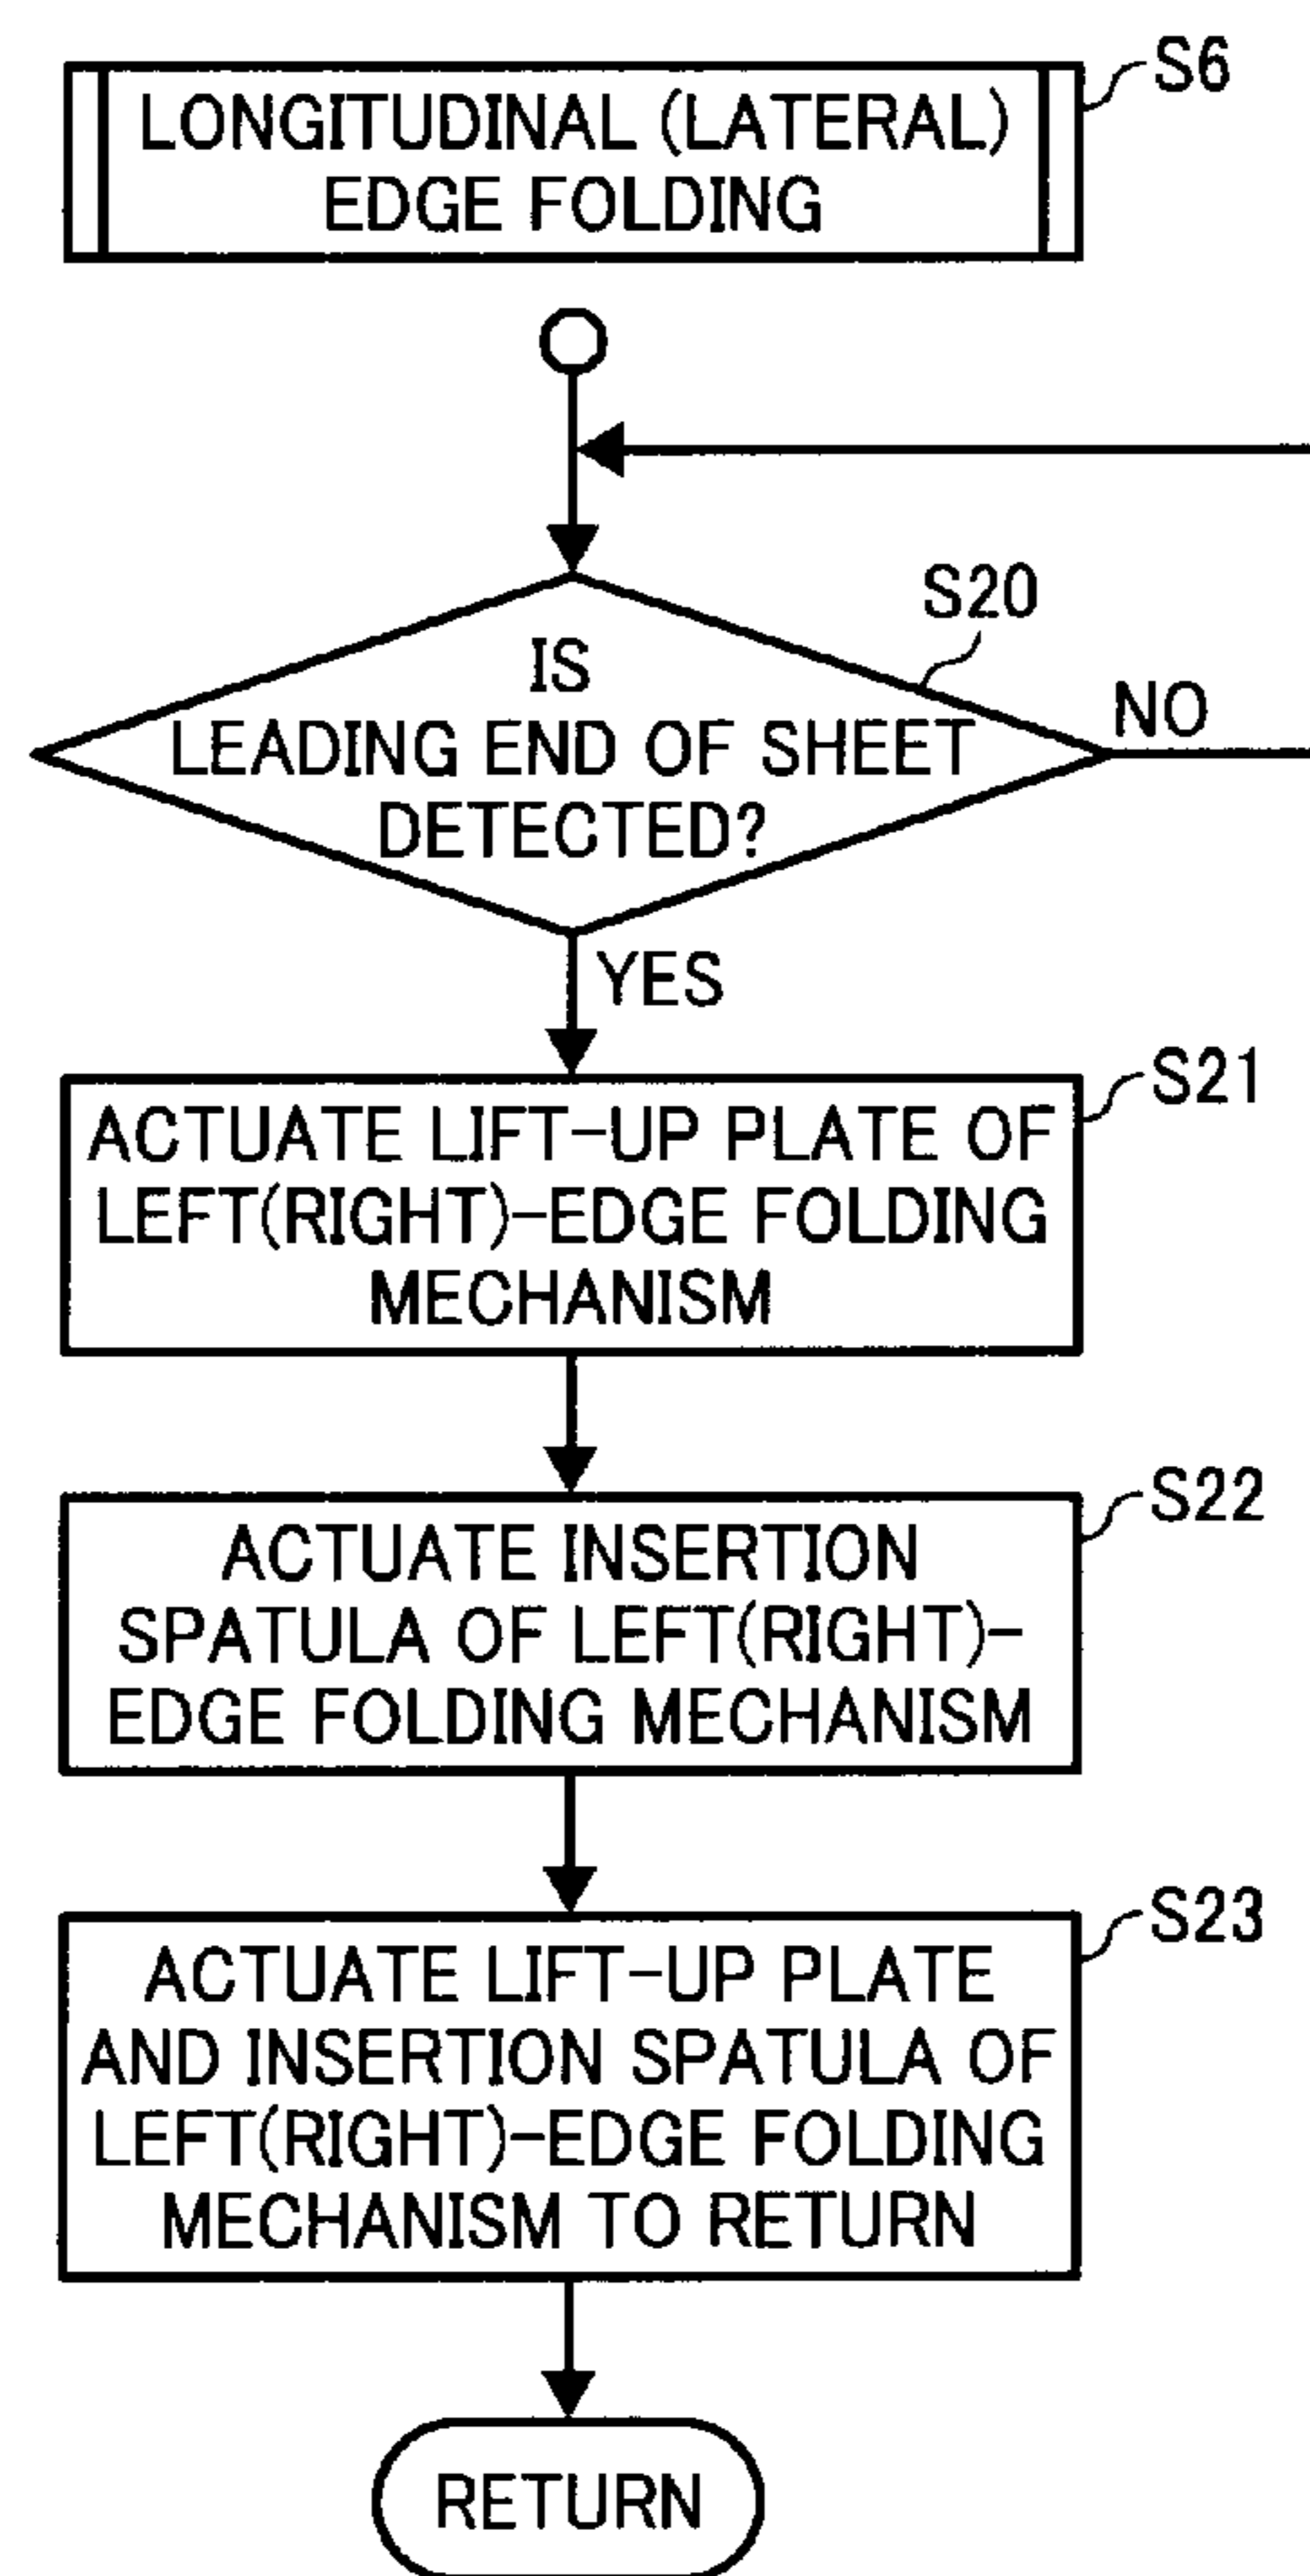 S6
LONGITUDINAL (LATERAL)
EDGE FOLDING
S20
IS
LEADING END OF SHEET
DETECTED?
NO
YES
S21
ACTUATE LIFT-UP PLATE OF
LEFT(RIGHT)-EDGE FOLDING
MECHANISM
S22
ACTUATE INSERTION
SPATULA OF LEFT(RIGHT)-
EDGE FOLDING MECHANISM
S23
ACTUATE LIFT-UP PLATE
AND INSERTION SPATULA OF
LEFT(RIGHT)-EDGE FOLDING
MECHANISM TO RETURN
RETURN